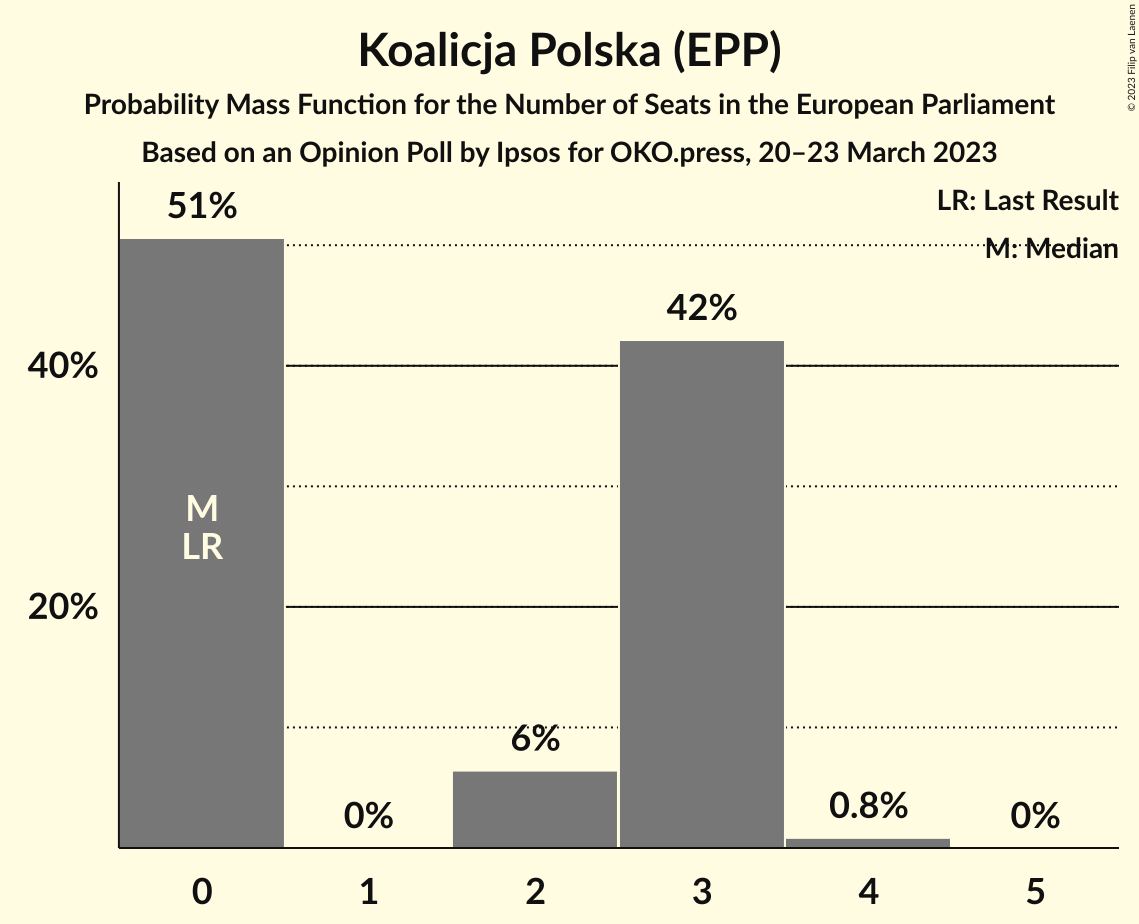 Koalicja Polska (EPP)
Probability Mass Function for the Number of Seats in the European Parliament
Based on an Opinion Poll by Ipsos for OKO.press, 20–23 March 2023
© 2023 Filip van Laenen
LR: Last Result
M: Median
51%
42%
40%
M
LR
20%
6%
0%
0.8%
0%
0 1 2 3 4 5